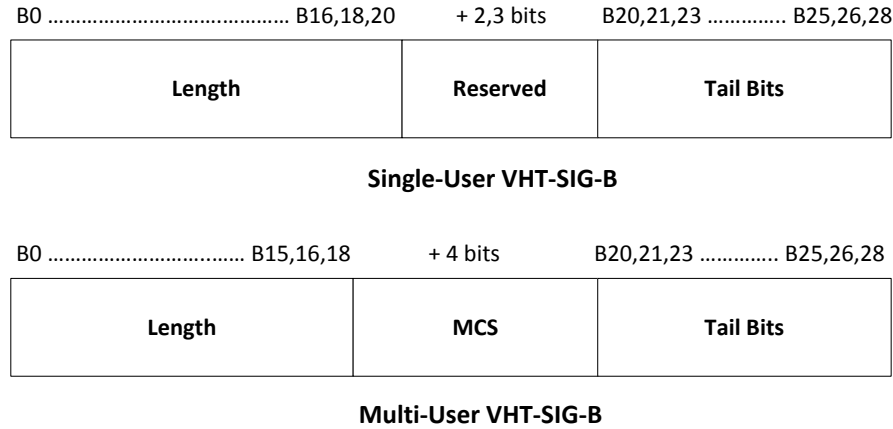 B0 ………………….…….………… B16,18,20 + 2,3 bits B20,21,23 ………….. B25,26,28
Length Reserved Tail Bits
Single-User VHT-SIG-B
B0 ………………………..…… B15,16,18 + 4 bits B20,21,23 ………….. B25,26,28
Length MCS Tail Bits
Multi-User VHT-SIG-B